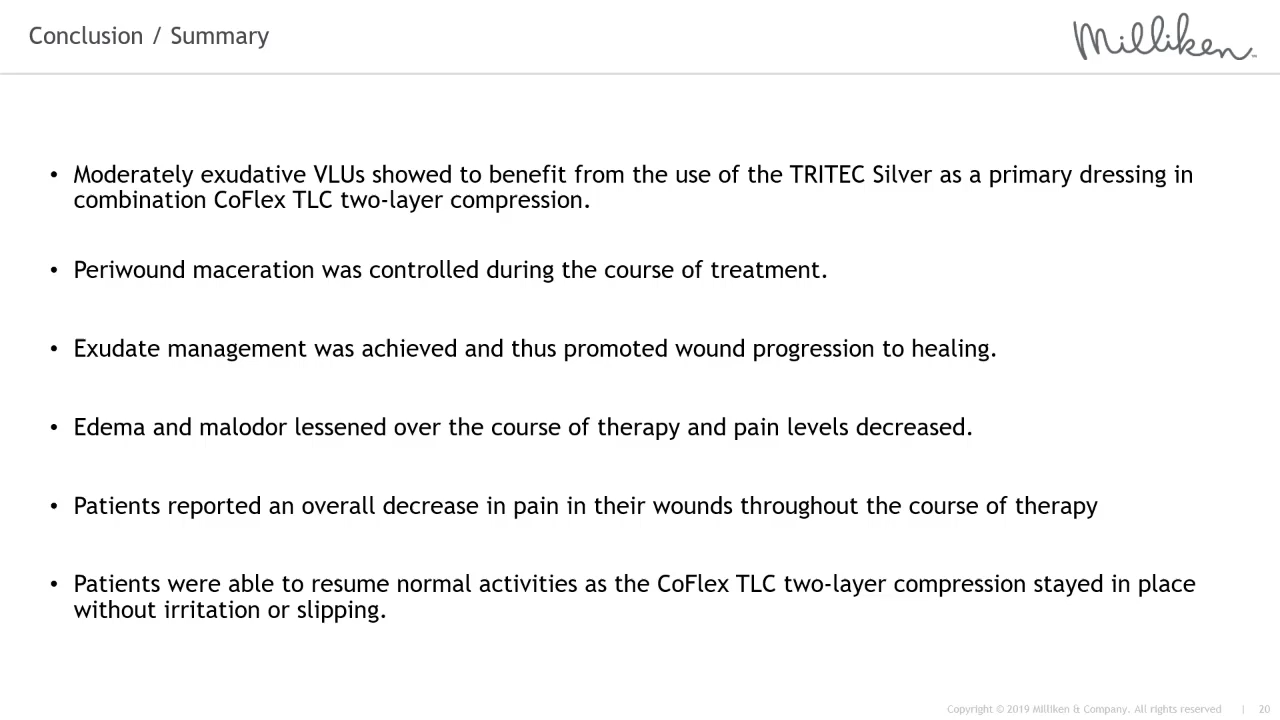 Conclusion / Summary
Milliken™
• Moderately exudative VLUs showed to benefit from the use of the TRITEC Silver as a primary dressing in
combination CoFlex TLC two-layer compression.
• Periwound maceration was controlled during the course of treatment.
• Exudate management was achieved and thus promoted wound progression to healing.
• Edema and malodor lessened over the course of therapy and pain levels decreased.
• Patients reported an overall decrease in pain in their wounds throughout the course of therapy
• Patients were able to resume normal activities as the CoFlex TLC two-layer compression stayed in place
without irritation or slipping.
Copyright © 2019 Milliken & Company. All rights reserved | 20